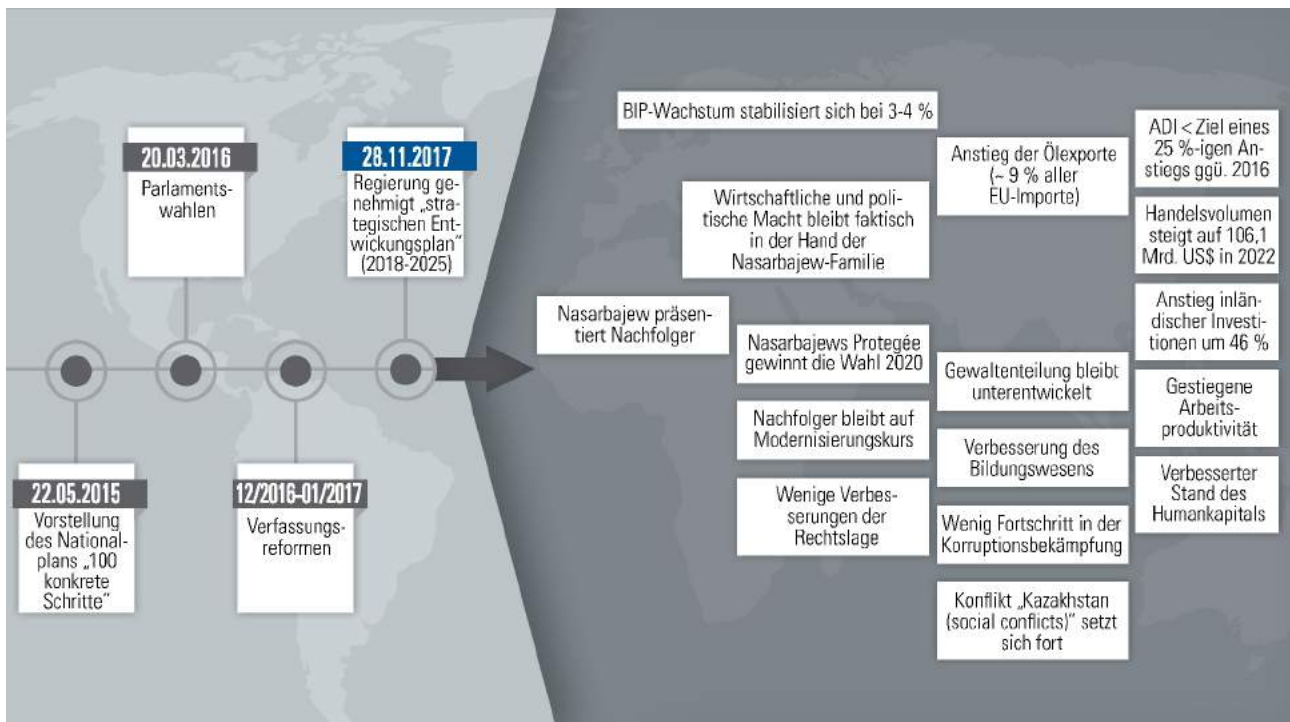 20.03.2016
Parlaments-
wahlen
28.11.2017
Regierung ge-
nehmigt „stra-
tegischen Ent-
wickungsplan"
(2018-2025)
22.05.2015
Vorstellung
des National-
plans „100
konkrete
Schritte"
12/2016-01/2017
Verfassungs-
reformen
Nasarbajew präsen-
tiert Nachfolger
BIP-Wachstum stabilisiert sich bei 3-4 %
Wirtschaftliche und poli-
tische Macht bleibt faktisch
in der Hand der
Nasarbajew-Familie
Nasarbajews Protegée
gewinnt die Wahl 2020
Nachfolger bleibt auf
Modernisierungskurs
Wenige Verbes-
serungen der
Rechtslage
Anstieg der Ölexporte
(~ 9 % aller
EU-Importe)
Gewaltenteilung bleibt
unterentwickelt
Verbesserung des
Bildungswesens
Wenig Fortschritt in der
Korruptionsbekämpfung
Konflikt „Kazakhstan
(social conflicts)" setzt
sich fort
ADI < Ziel eines
25 %-igen An-
stiegs ggü. 2016
Handelsvolumen
steigt auf 106,1
Mrd. US$ in 2022
Anstieg inlän-
discher Investi-
tionen um 46 %
Gestiegene
Arbeits-
produktivität
Verbesserter
Stand des
Humankapitals